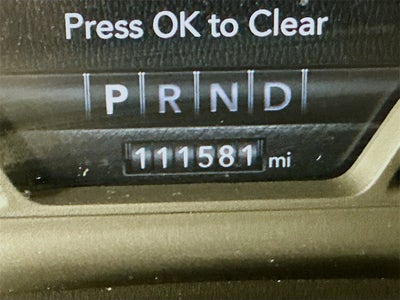 Press OK to Clear
P R N D
111581 mi